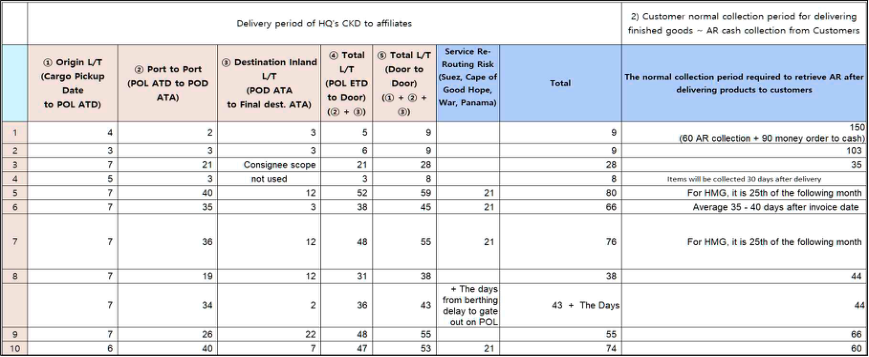 Delivery period of HQ's CKD to affiliates
2) Customer normal collection period for delivering
finished goods ~ AR cash collection from Customers
① Origin L/T
(Cargo Pickup
Date
to POL ATD)
② Port to Port
(POL ATD to POD
ATA)
③ Destination Inland
L/T
(POD ATA
to Final dest. ATA)
④ Total
L/T
(POL ETD
to Door)
(② + ③)
⑤ Total L/T
(Door to
Door)
(① + ② +
③)
Service Re-
Routing Risk
(Suez, Cape of
Good Hope,
War, Panama)
Total
The normal collection period required to retrieve AR after
delivering products to customers
1 4 2 3 5 9 9 150
(60 AR collection + 90 money order to cash)
2 3 3 3 6 9 9 103
3 7 21 Consignee scope 21 28 28 35
4 5 3 not used 3 8 8 Items will be collected 30 days after delivery
5 7 40 12 52 59 21 80 For HMG, it is 25th of the following month
6 7 35 3 38 45 21 66 Average 35 - 40 days after invoice date
7 7 36 12 48 55 21 76 For HMG, it is 25th of the following month
8 7 19 12 31 38 38 44
7 34 2 36 43 + The days
from berthing
delay to gate
out on POL 43 + The Days 44
9 7 26 22 48 55 55 66
10 6 40 7 47 53 21 74 60